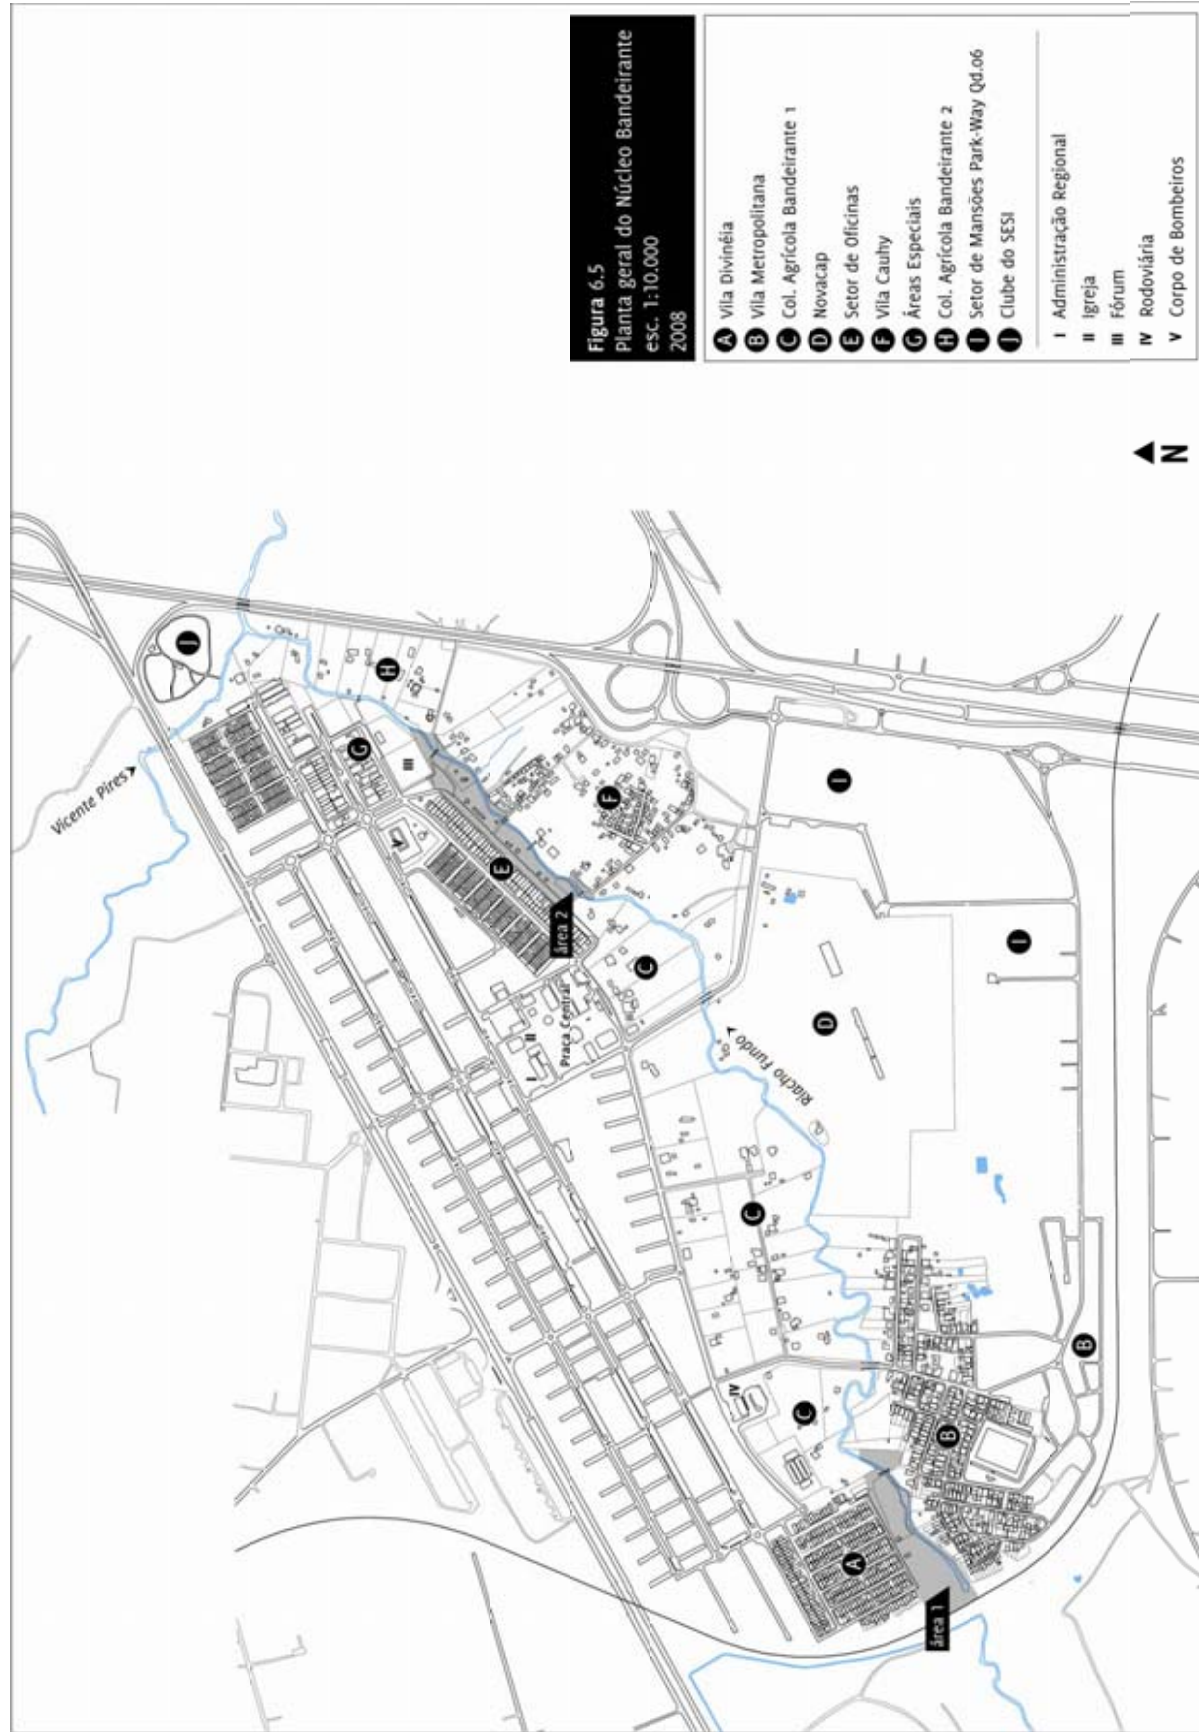 Figura 6.5
Planta geral do Núcleo Bandeirante
esc. 1:10.000
2008
A Vila Divinéia
B Vila Metropolitana
C Col. Agrícola Bandeirante 1
D Novacap
E Setor de Oficinas
F Vila Cauhy
G Áreas Especiais
H Col. Agrícola Bandeirante 2
I Setor de Mansões Park-Way Qd.06
J Clube do SESI
I Administração Regional
II Igreja
III Fórum
IV Rodoviária
V Corpo de Bombeiros
N
Vicente Pires
J
H
G
III
V
E
F
área 2
I
C
Praça Central
II
I
I
D
Riacho Fundo
C
B
IV
C
B
A
área 1